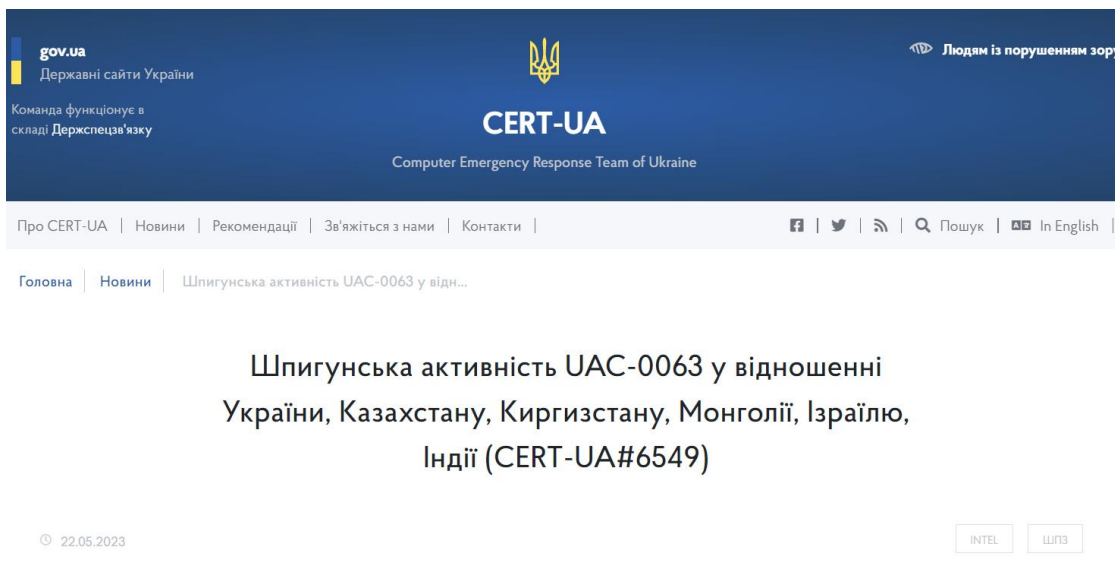 gov.ua
Державні сайти України
Команда функціонує в
складі Держспецзв'язку
Людям із порушенням зору
CERT-UA
Computer Emergency Response Team of Ukraine
Про CERT-UA | Новини | Рекомендації | Зв'яжіться з нами | Контакти | Пошук | In English |
Головна | Новини | Шпигунська активність UAC-0063 у відн...
Шпигунська активність UAC-0063 у відношенні
України, Казахстану, Киргизстану, Монголії, Ізраїлю,
Індії (CERT-UA#6549)
22.05.2023
INTEL ШПЗ